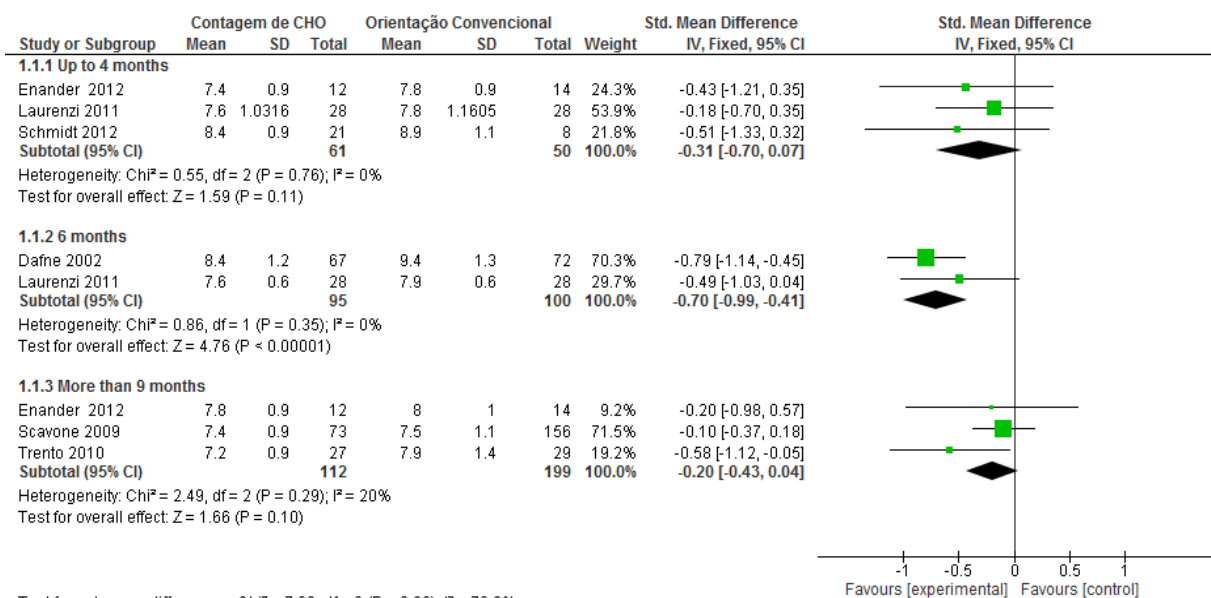 Contagem de CHO Orientação Convencional Std. Mean Difference Std. Mean Difference
Study or Subgroup Mean SD Total Mean SD Total Weight IV, Fixed, 95% CI IV, Fixed, 95% CI
1.1.1 Up to 4 months
Enander 2012 7.4 0.9 12 7.8 0.9 14 24.3% -0.43 [-1.21, 0.35]
Laurenzi 2011 7.6 1.0316 28 7.8 1.1605 28 53.9% -0.18 [-0.70, 0.35]
Schmidt 2012 8.4 0.9 21 8.9 1.1 8 21.8% -0.51 [-1.33, 0.32]
Subtotal (95% CI) 61 50 100.0% -0.31 [-0.70, 0.07]
Heterogeneity: Chi² = 0.55, df = 2 (P = 0.76); I² = 0%
Test for overall effect: Z = 1.59 (P = 0.11)
1.1.2 6 months
Dafne 2002 8.4 1.2 67 9.4 1.3 72 70.3% -0.79 [-1.14, -0.45]
Laurenzi 2011 7.6 0.6 28 7.9 0.6 28 29.7% -0.49 [-1.03, 0.04]
Subtotal (95% CI) 95 100 100.0% -0.70 [-0.99, -0.41]
Heterogeneity: Chi² = 0.86, df = 1 (P = 0.35); I² = 0%
Test for overall effect: Z = 4.76 (P < 0.00001)
1.1.3 More than 9 months
Enander 2012 7.8 0.9 12 8 1 14 9.2% -0.20 [-0.98, 0.57]
Scavone 2009 7.4 0.9 73 7.5 1.1 156 71.5% -0.10 [-0.37, 0.18]
Trento 2010 7.2 0.9 27 7.9 1.4 29 19.2% -0.58 [-1.12, -0.05]
Subtotal (95% CI) 112 199 100.0% -0.20 [-0.43, 0.04]
Heterogeneity: Chi² = 2.49, df = 2 (P = 0.29); I² = 20%
Test for overall effect: Z = 1.66 (P = 0.10)
-1 -0.5 0 0.5 1
Favours [experimental] Favours [control]